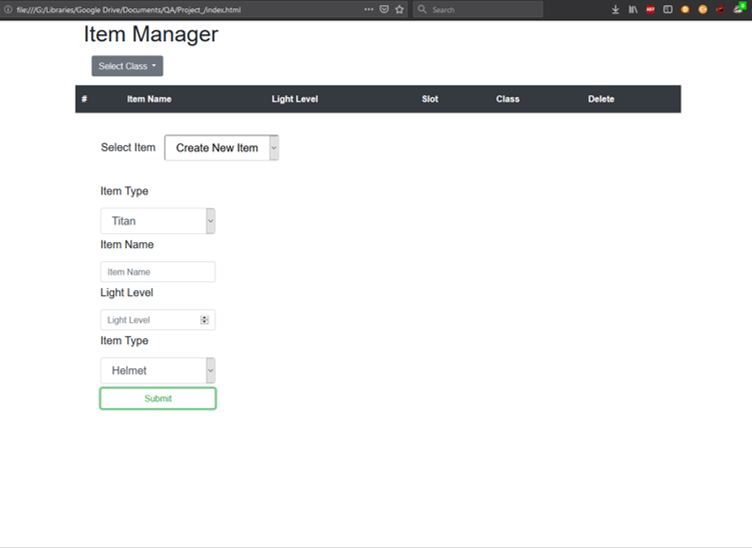 file:///G:/Libraries/Google Drive/Documents/QA/Project_/index.html
Search
Item Manager
Select Class
# Item Name Light Level Slot Class Delete
Select Item Create New Item
Item Type
Titan
Item Name
Item Name
Light Level
Light Level
Item Type
Helmet
Submit